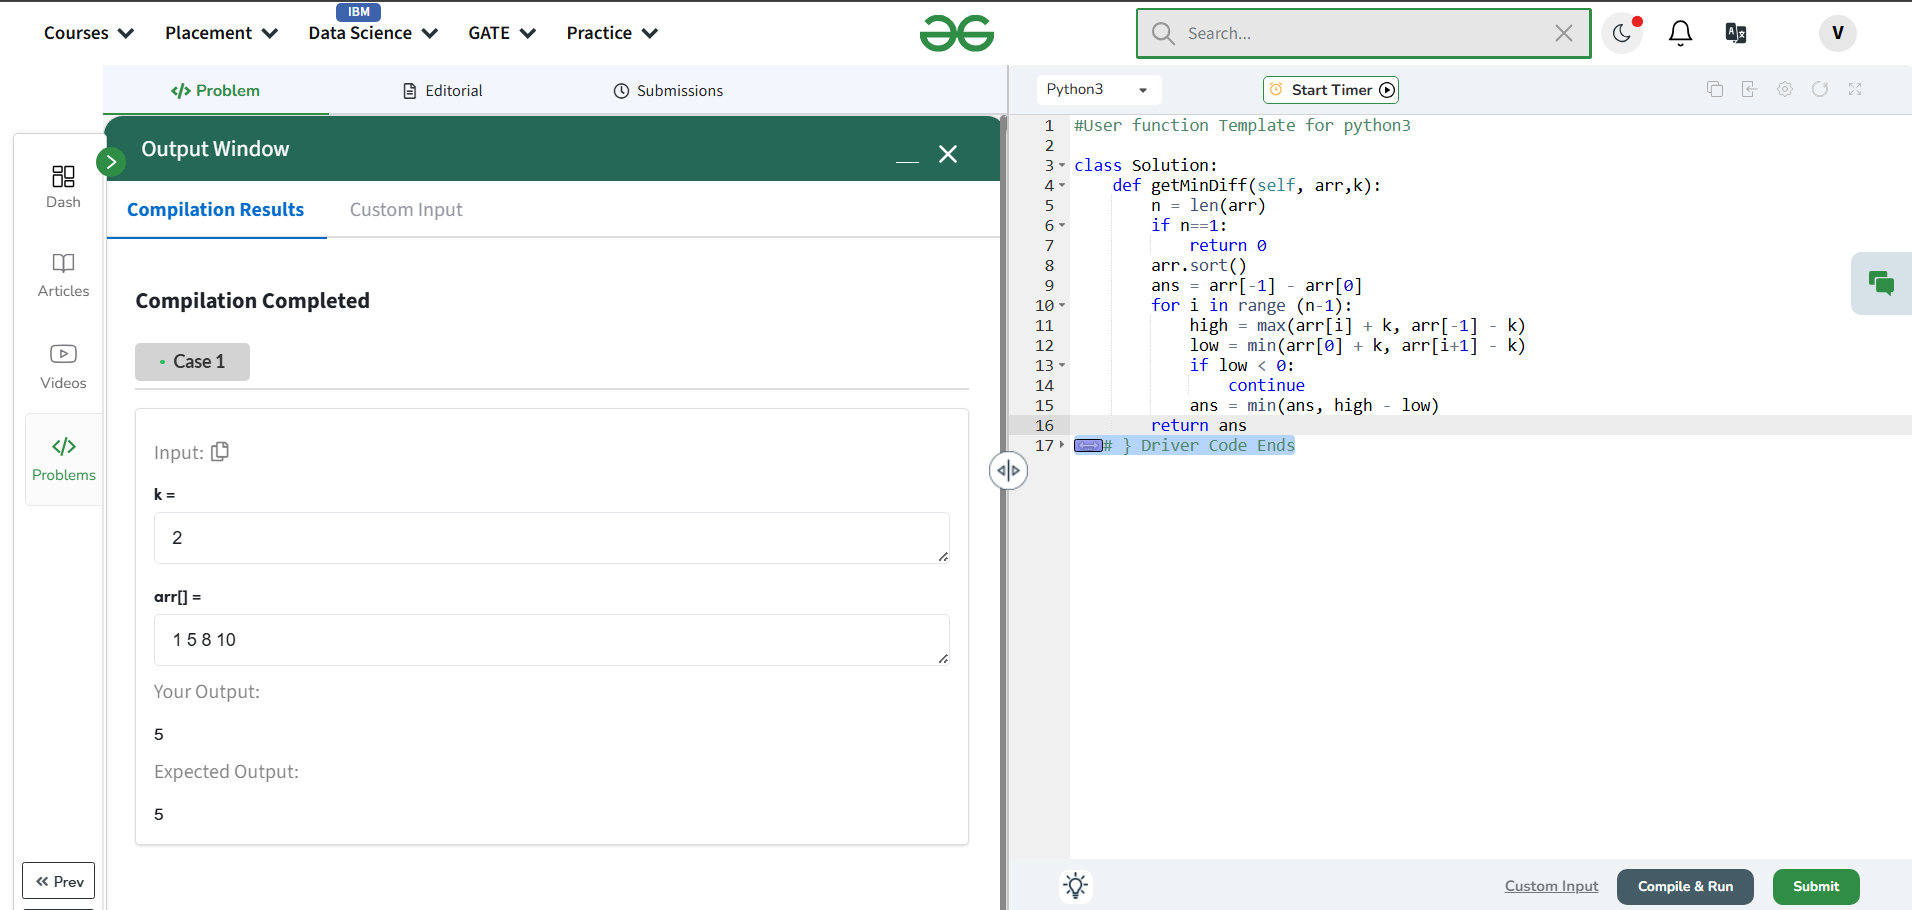 IBM
Courses Placement Data Science GATE Practice
Search...
V
Problem Editorial Submissions
Python3 Start Timer
Output Window
Compilation Results Custom Input
Compilation Completed
Case 1
Input:
k =
2
arr[] =
1 5 8 10
Your Output:
5
Expected Output:
5
Dash
Articles
Videos
Problems
Prev
1 #User function Template for python3
2
3 class Solution:
4     def getMinDiff(self, arr,k):
5         n = len(arr)
6         if n==1:
7             return 0
8         arr.sort()
9         ans = arr[-1] - arr[0]
10         for i in range (n-1):
11             high = max(arr[i] + k, arr[-1] - k)
12             low = min(arr[0] + k, arr[i+1] - k)
13             if low < 0:
14                 continue
15             ans = min(ans, high - low)
16         return ans
17 # } Driver Code Ends
Custom Input Compile & Run Submit